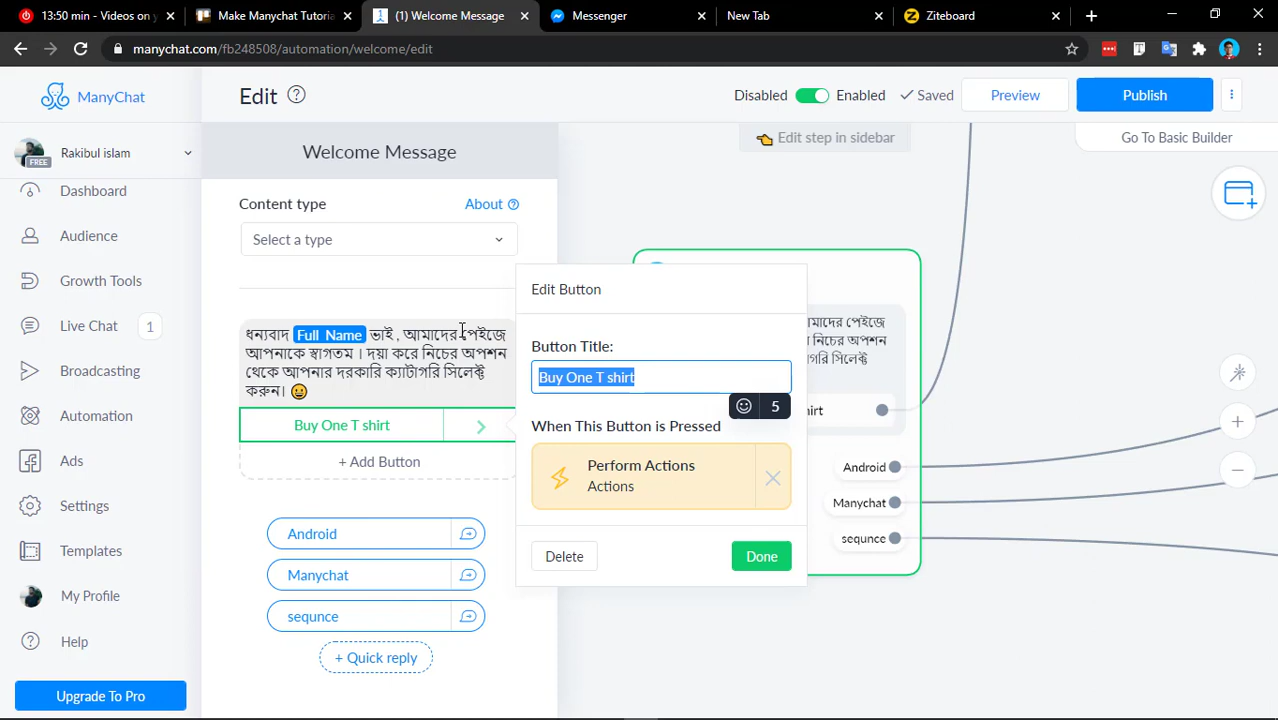 13:50 min - Videos on y
Make Manychat Tutoria
(1) Welcome Message
Messenger
New Tab
Ziteboard
manychat.com/fb248508/automation/welcome/edit
ManyChat
Edit
Disabled
Enabled
Saved
Preview
Publish
Rakibul islam
FREE
Welcome Message
Edit step in sidebar
Go To Basic Builder
Dashboard
Audience
Growth Tools
Live Chat 1
Broadcasting
Automation
Ads
Settings
Templates
My Profile
Help
Upgrade To Pro
Content type
About
Select a type
ধন্যবাদ Full Name ভাই , আমাদের পেইজে
আপনাকে স্বাগতম । দয়া করে নিচের অপশন
থেকে আপনার দরকারি ক্যাটাগরি সিলেক্ট
করুন। 😀
Buy One T shirt
+ Add Button
Android
Manychat
sequnce
+ Quick reply
Edit Button
Button Title:
Buy One T shirt
5
When This Button is Pressed
Perform Actions
Actions
Delete
Done
মাদের পেইজে
নিচের অপশন
গরি সিলেক্ট
hirt
Android
Manychat
sequnce